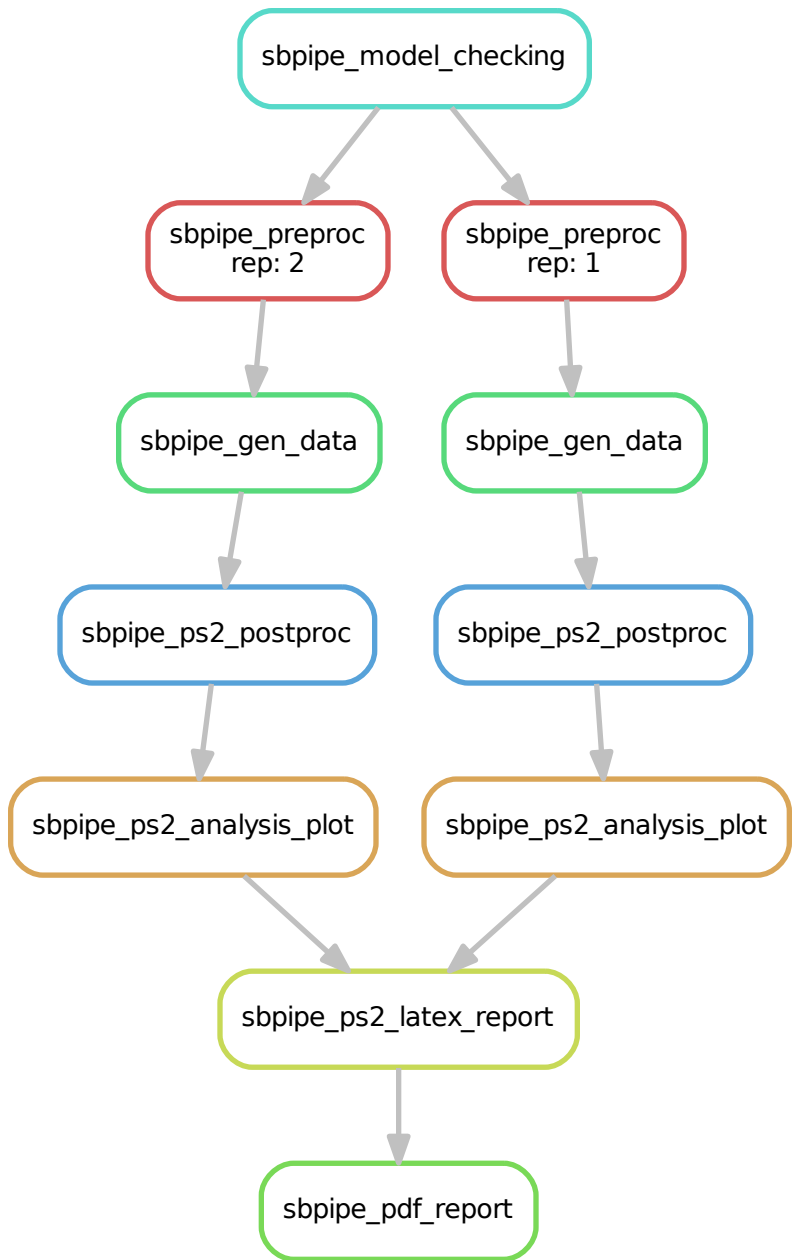 sbpipe_model_checking
sbpipe_preproc
rep: 2
sbpipe_preproc
rep: 1
sbpipe_gen_data
sbpipe_gen_data
sbpipe_ps2_postproc
sbpipe_ps2_postproc
sbpipe_ps2_analysis_plot
sbpipe_ps2_analysis_plot
sbpipe_ps2_latex_report
sbpipe_pdf_report